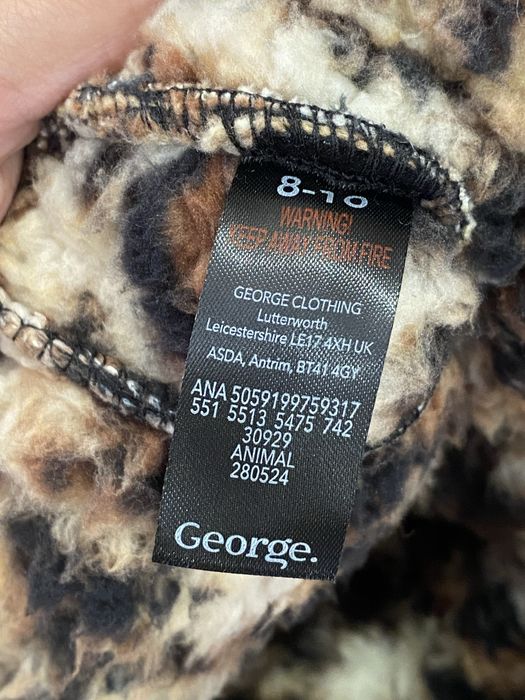 8-10
WARNING!
KEEP AWAY FROM FIRE
GEORGE CLOTHING
Lutterworth
Leicestershire LE17 4XH UK
ASDA, Antrim, BT41 4GY
ANA 5059199759317
551 5513 5475 742
30929
ANIMAL
280524
George.